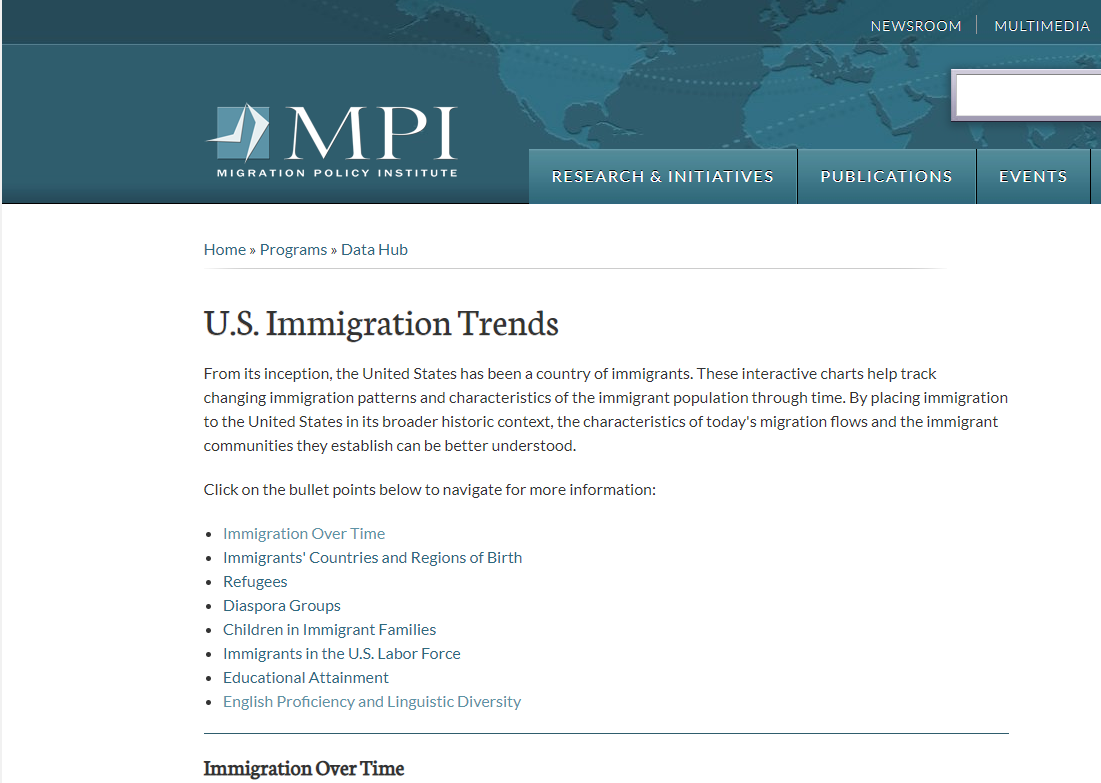 NEWSROOM
MULTIMEDIA
MPI
MIGRATION POLICY INSTITUTE
RESEARCH & INITIATIVES
PUBLICATIONS
EVENTS
Home » Programs » Data Hub
U.S. Immigration Trends
From its inception, the United States has been a country of immigrants. These interactive charts help track
changing immigration patterns and characteristics of the immigrant population through time. By placing immigration
to the United States in its broader historic context, the characteristics of today's migration flows and the immigrant
communities they establish can be better understood.
Click on the bullet points below to navigate for more information:
• Immigration Over Time
• Immigrants' Countries and Regions of Birth
• Refugees
• Diaspora Groups
• Children in Immigrant Families
• Immigrants in the U.S. Labor Force
• Educational Attainment
• English Proficiency and Linguistic Diversity
Immigration Over Time